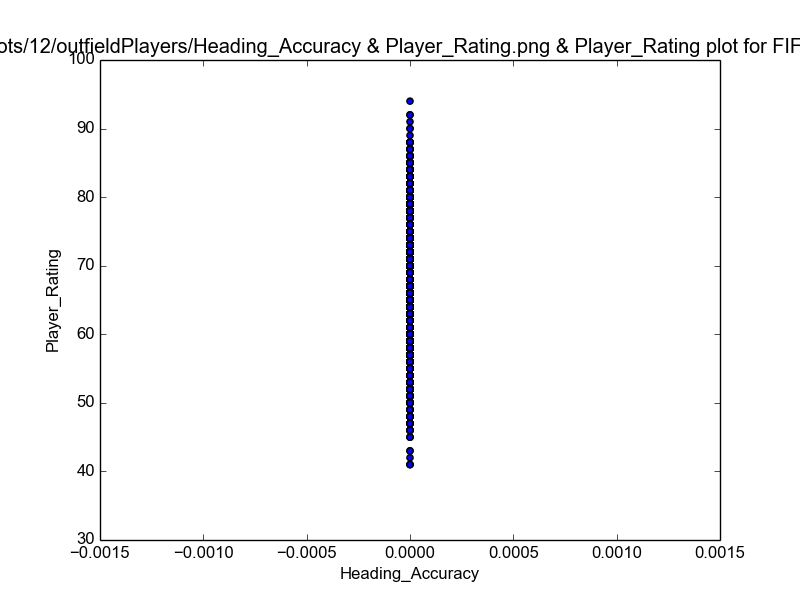 ots/12/outfieldPlayers/Heading_Accuracy & Player_Rating.png & Player_Rating plot for FIF
100
90
80
70
60
50
40
30
Player_Rating
−0.0015 −0.0010 −0.0005 0.0000 0.0005 0.0010 0.0015
Heading_Accuracy